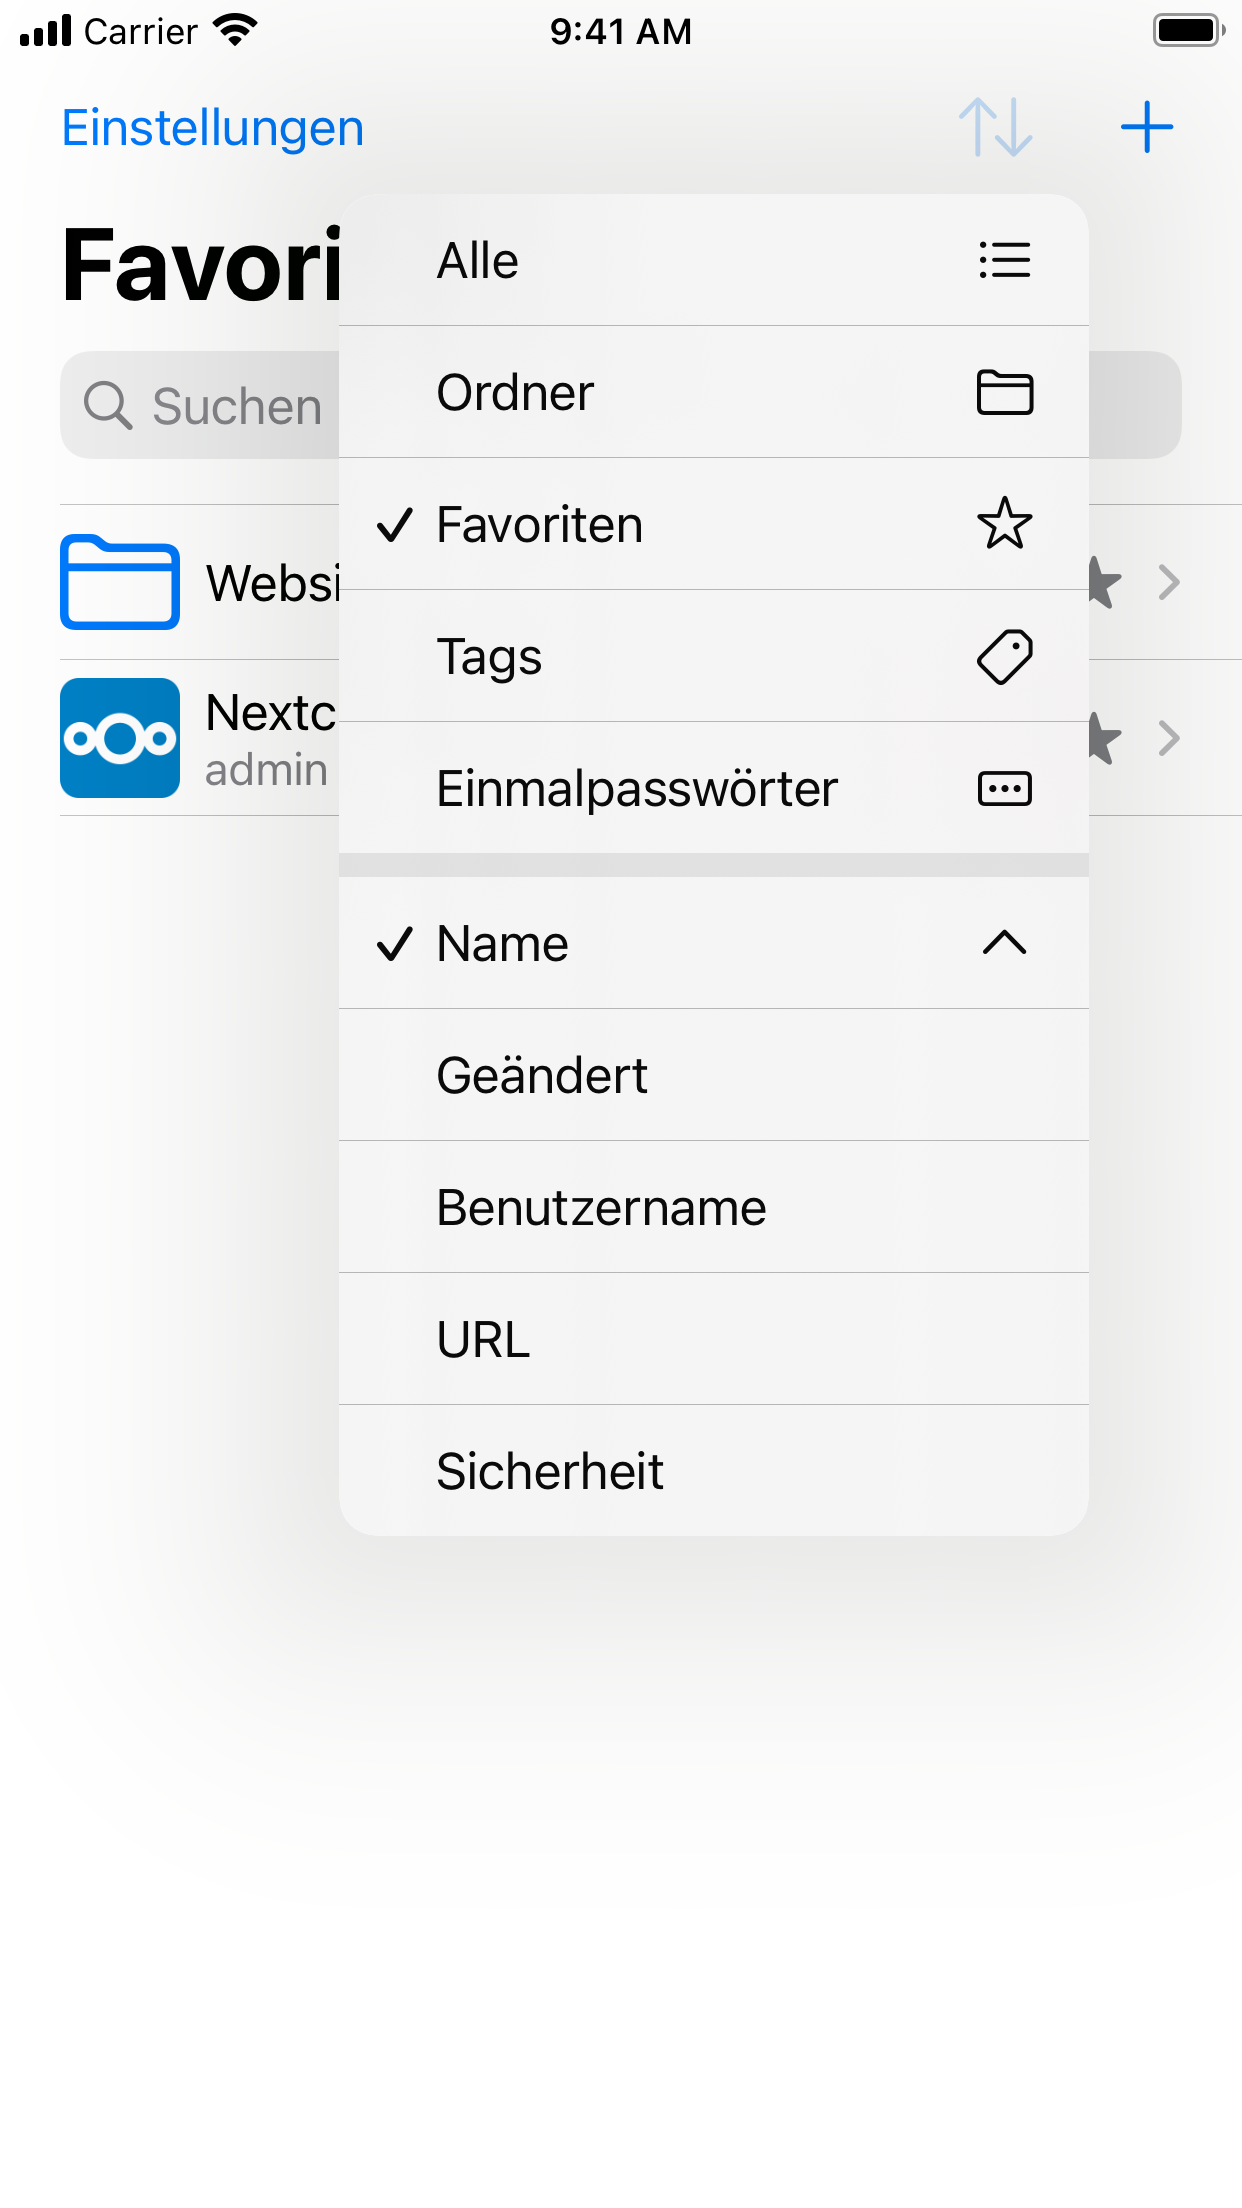 Carrier 9:41 AM
Einstellungen
Favori
Suchen
Alle
Ordner
Favoriten
Websi
Tags
Nextc
admin
Einmalpasswörter
Name
Geändert
Benutzername
URL
Sicherheit